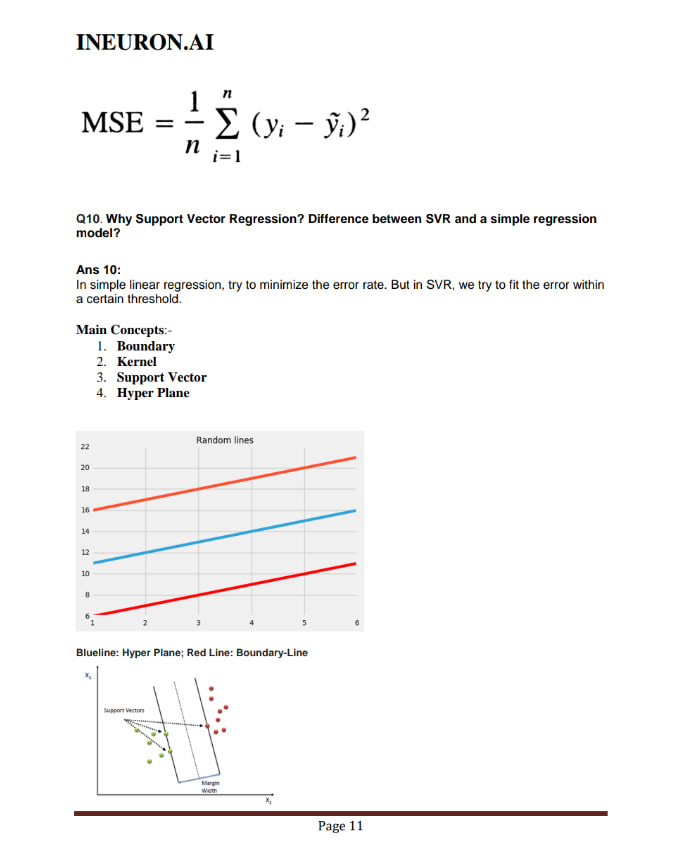 INEURON.AI
MSE = \frac{1}{n} \sum_{i=1}^{n} (y_i - \tilde{y}_i)^2
Q10. Why Support Vector Regression? Difference between SVR and a simple regression
model?
Ans 10:
In simple linear regression, try to minimize the error rate. But in SVR, we try to fit the error within
a certain threshold.
Main Concepts:-
1. Boundary
2. Kernel
3. Support Vector
4. Hyper Plane
Random lines
22
20
18
16
14
12
10
8
6
1 2 3 4 5 6
Blueline: Hyper Plane; Red Line: Boundary-Line
Support Vectors
Margin
Width
Page 11